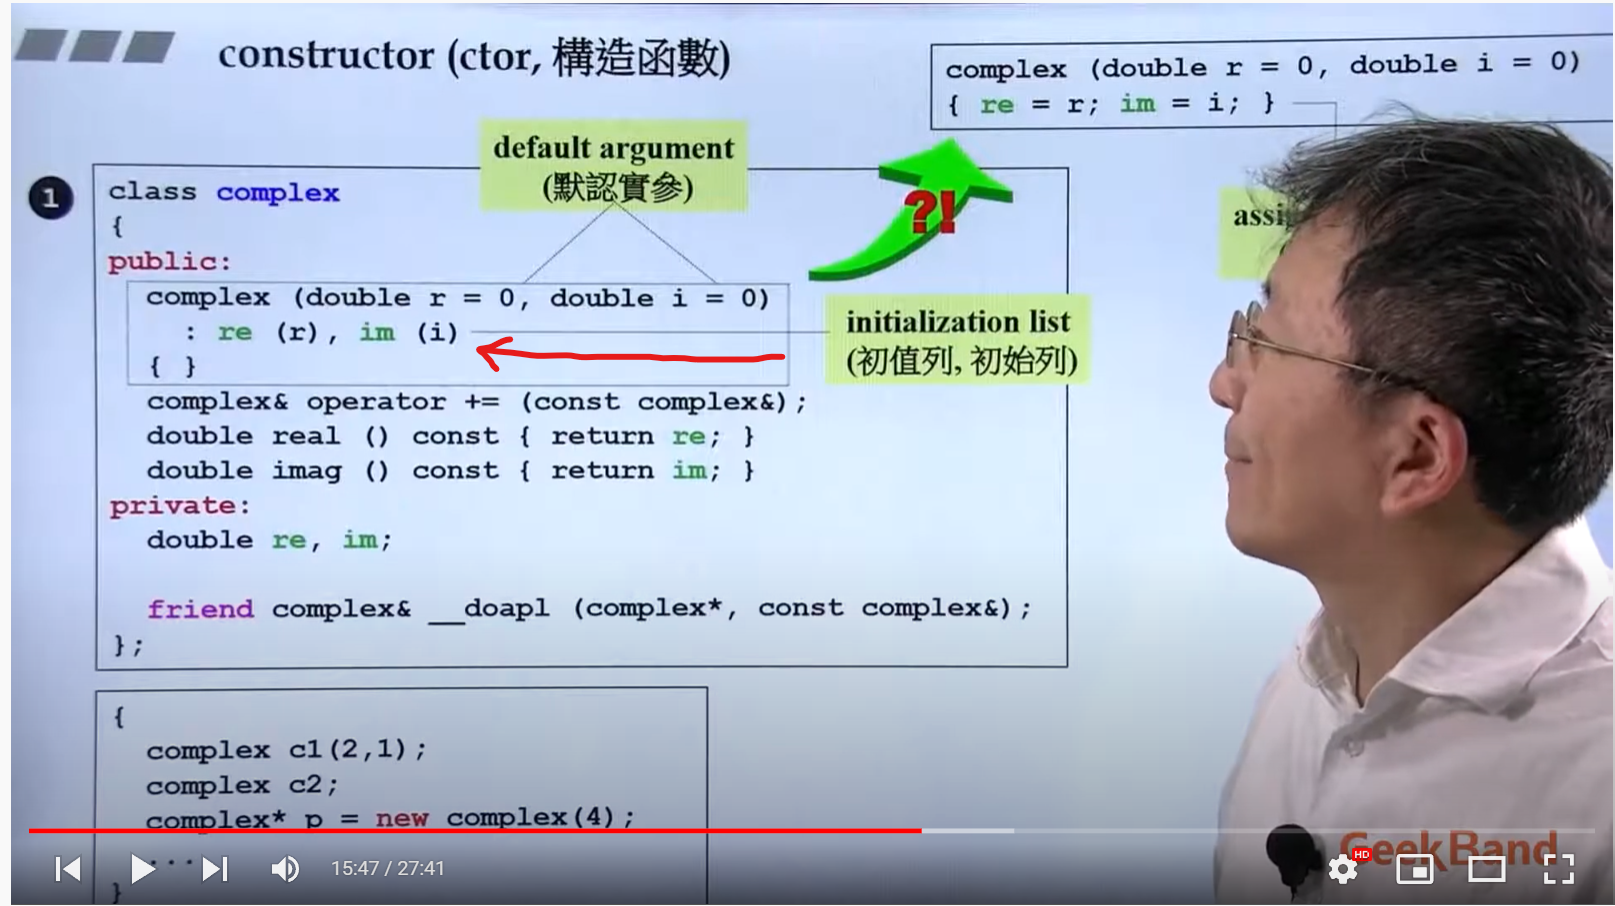 constructor (ctor, 構造函數)
complex (double r = 0, double i = 0)
{ re = r; im = i; }
default argument
(默認實參)
?!
1
class complex
{
public:
complex (double r = 0, double i = 0)
: re (r), im (i)
{ }
initialization list
(初值列, 初始列)
complex& operator += (const complex&);
double real () const { return re; }
double imag () const { return im; }
private:
double re, im;
friend complex& __doapl (complex*, const complex&);
};
{
complex c1(2,1);
complex c2;
complex* p = new complex(4);
...
}
15:47 / 27:41
HD
GeekBand